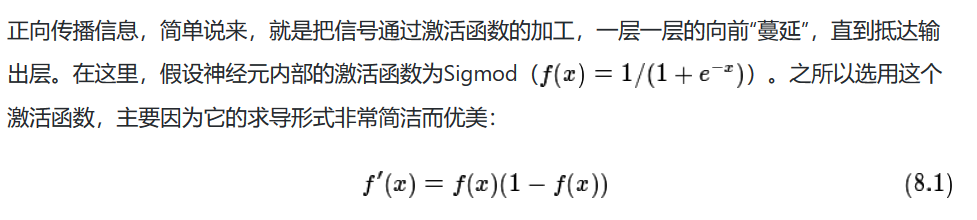 正向传播信息，简单说来，就是把信号通过激活函数的加工，一层一层的向前“蔓延”，直到抵达输
出层。在这里，假设神经元内部的激活函数为Sigmod（f(x) = 1/(1 + e^{-x})）。之所以选用这个
激活函数，主要因为它的求导形式非常简洁而优美：
f′(x) = f(x)(1 − f(x)) (8.1)